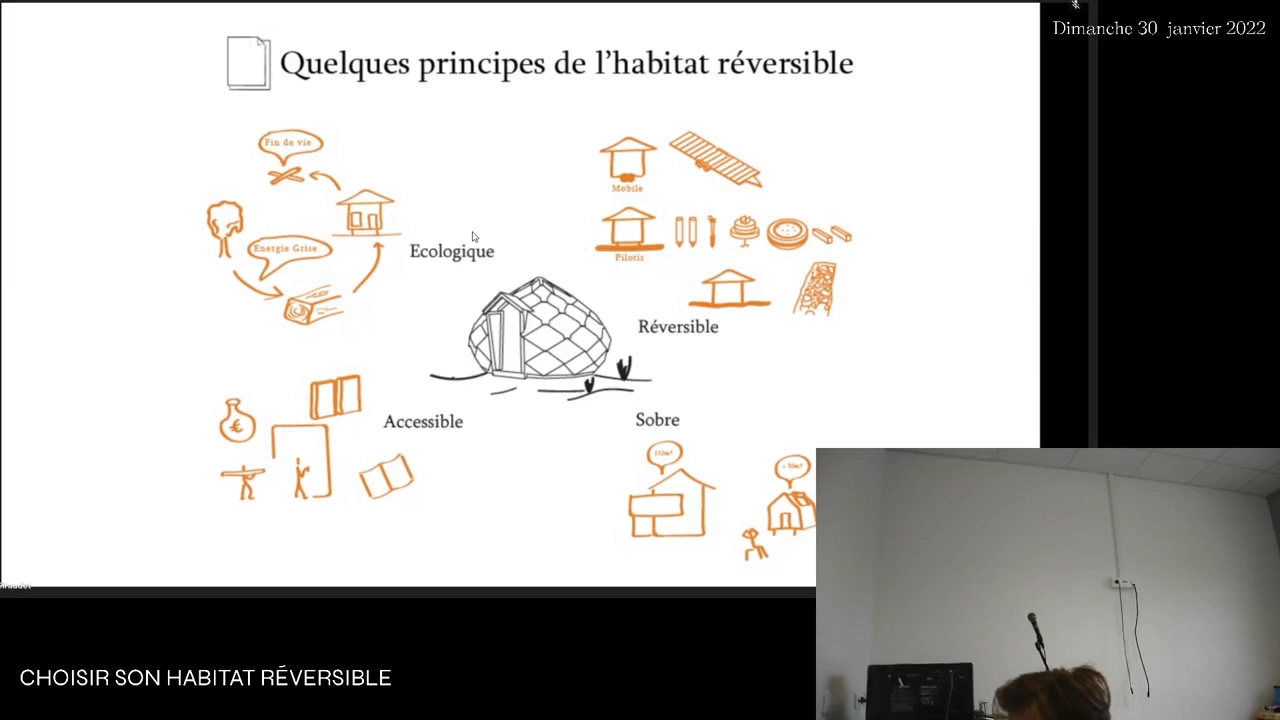 Dimanche 30 janvier 2022
Quelques principes de l'habitat réversible
Fin de vie
Energie Grise
Ecologique
Mobile
Pilotis
Réversible
Accessible
€
Sobre
112m²
CHOISIR SON HABITAT RÉVERSIBLE